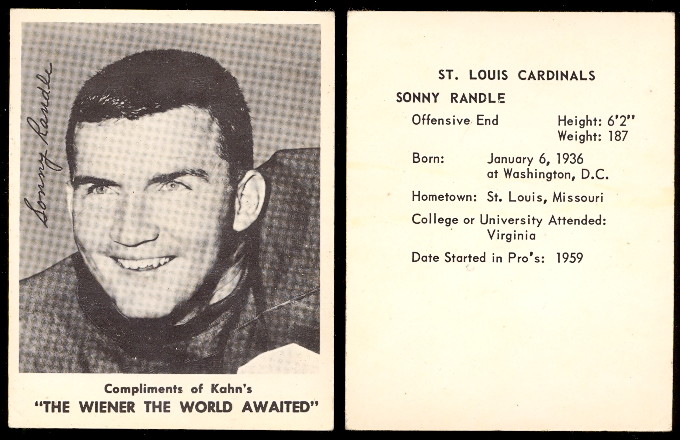 Sonny Randle
Compliments of Kahn's
"THE WIENER THE WORLD AWAITED"
ST. LOUIS CARDINALS
SONNY RANDLE
Offensive End Height: 6'2"
Weight: 187
Born: January 6, 1936
at Washington, D.C.
Hometown: St. Louis, Missouri
College or University Attended:
Virginia
Date Started in Pro's: 1959